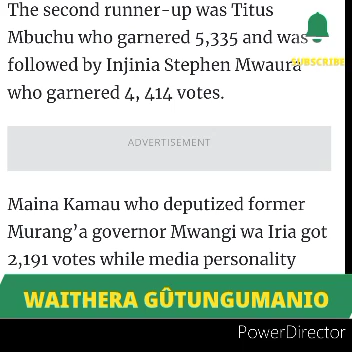 The second runner-up was Titus
Mbuchu who garnered 5,335 and was
followed by Injinia Stephen Mwaura
who garnered 4, 414 votes.
SUBSCRIBE
ADVERTISEMENT
Maina Kamau who deputized former
Murang’a governor Mwangi wa Iria got
2,191 votes while media personality
WAITHERA GŨTUNGUMANIO
PowerDirector